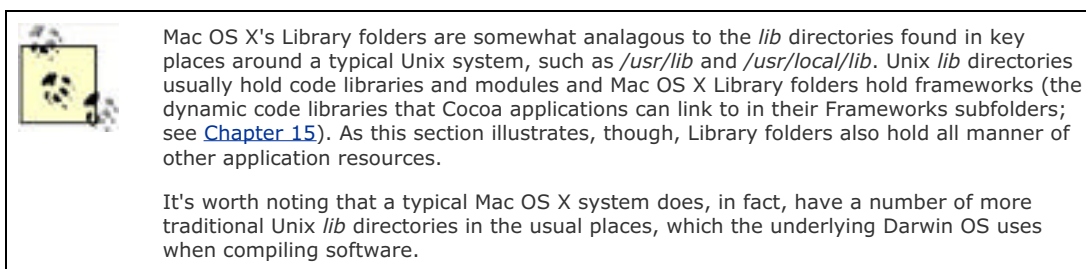 Mac OS X's Library folders are somewhat analagous to the lib directories found in key
places around a typical Unix system, such as /usr/lib and /usr/local/lib. Unix lib directories
usually hold code libraries and modules and Mac OS X Library folders hold frameworks (the
dynamic code libraries that Cocoa applications can link to in their Frameworks subfolders;
see Chapter 15). As this section illustrates, though, Library folders also hold all manner of
other application resources.
It's worth noting that a typical Mac OS X system does, in fact, have a number of more
traditional Unix lib directories in the usual places, which the underlying Darwin OS uses
when compiling software.